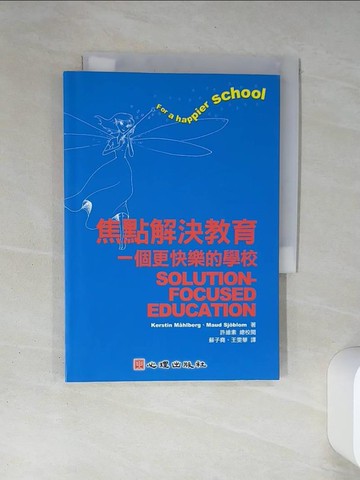 For a happier school
焦點解決教育
一個更快樂的學校
SOLUTION-
FOCUSED
EDUCATION
Kerstin Måhlberg · Maud Sjöblom 著
許維素 總校閱
蘇子喬、王雯華 譯
心理出版社